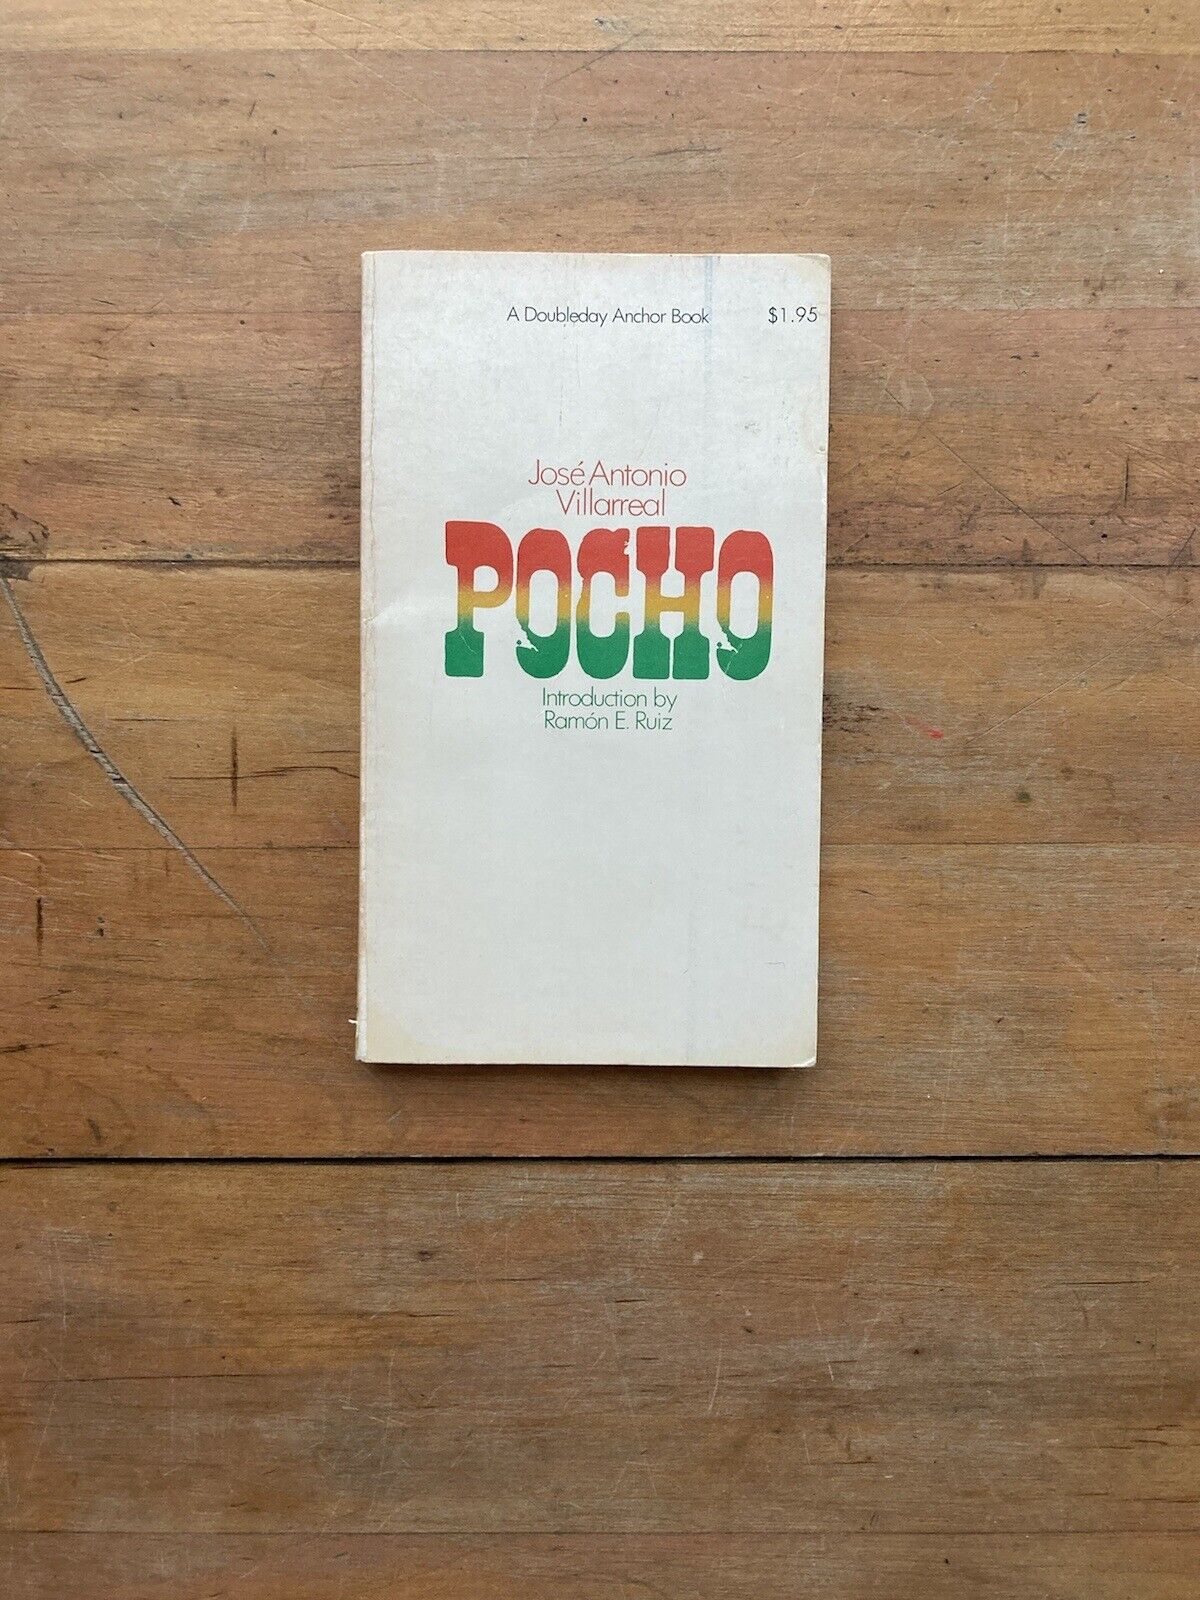 A Doubleday Anchor Book $1.95
José Antonio
Villarreal
POCHO
Introduction by
Ramón E. Ruiz